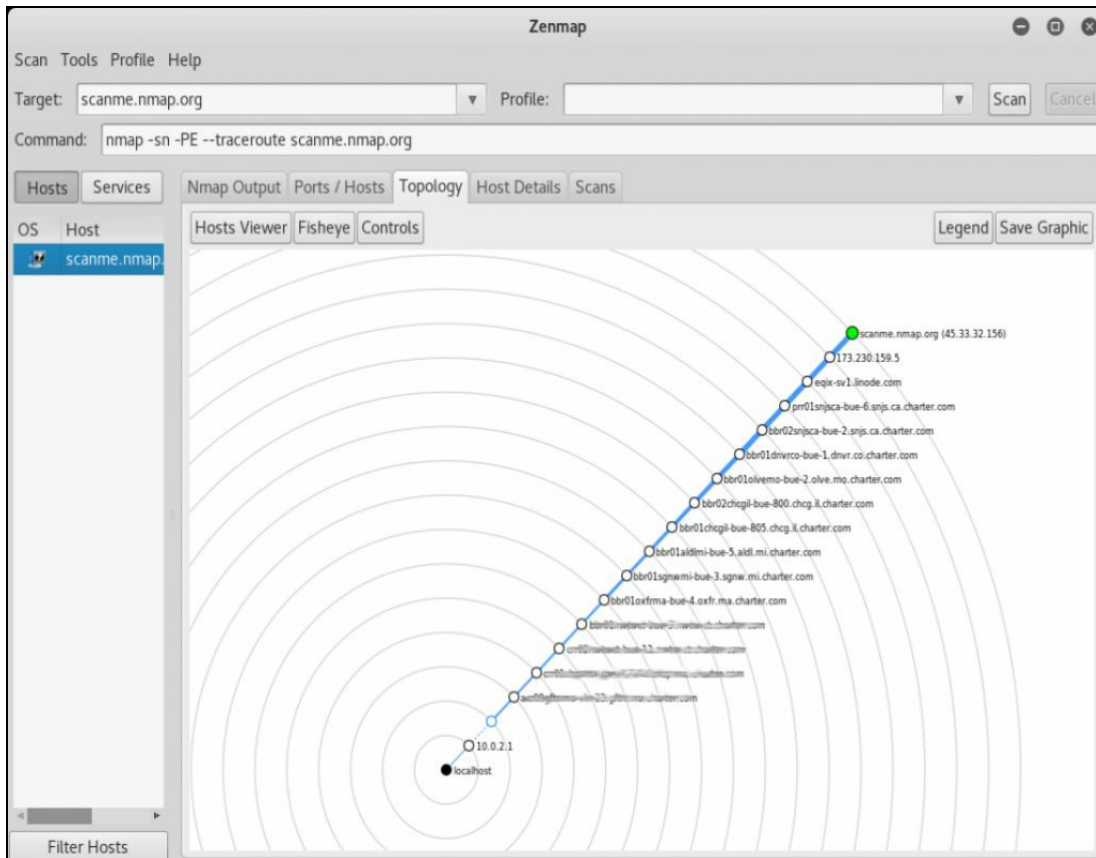 Zenmap
Scan Tools Profile Help
Target: scanme.nmap.org Profile: Scan Cancel
Command: nmap -sn -PE --traceroute scanme.nmap.org
Hosts Services
Nmap Output Ports / Hosts Topology Host Details Scans
OS Host
Hosts Viewer Fisheye Controls Legend Save Graphic
scanme.nmap.
scanme.nmap.org (45.33.32.156)
173.230.159.5
eqix-sv1.linode.com
prr01snjsca-bue-6.snjs.ca.charter.com
bbr02snjsca-bue-2.snjs.ca.charter.com
bbr01dnvrco-bue-1.dnvr.co.charter.com
bbr01olvemo-bue-2.olve.mo.charter.com
bbr02chcgil-bue-800.chcg.il.charter.com
bbr01chcgil-bue-805.chcg.il.charter.com
bbr01aldlmi-bue-5.aldl.mi.charter.com
bbr01sgnwmi-bue-3.sgnw.mi.charter.com
bbr01oxfrma-bue-4.oxfr.ma.charter.com
10.0.2.1
localhost
Filter Hosts